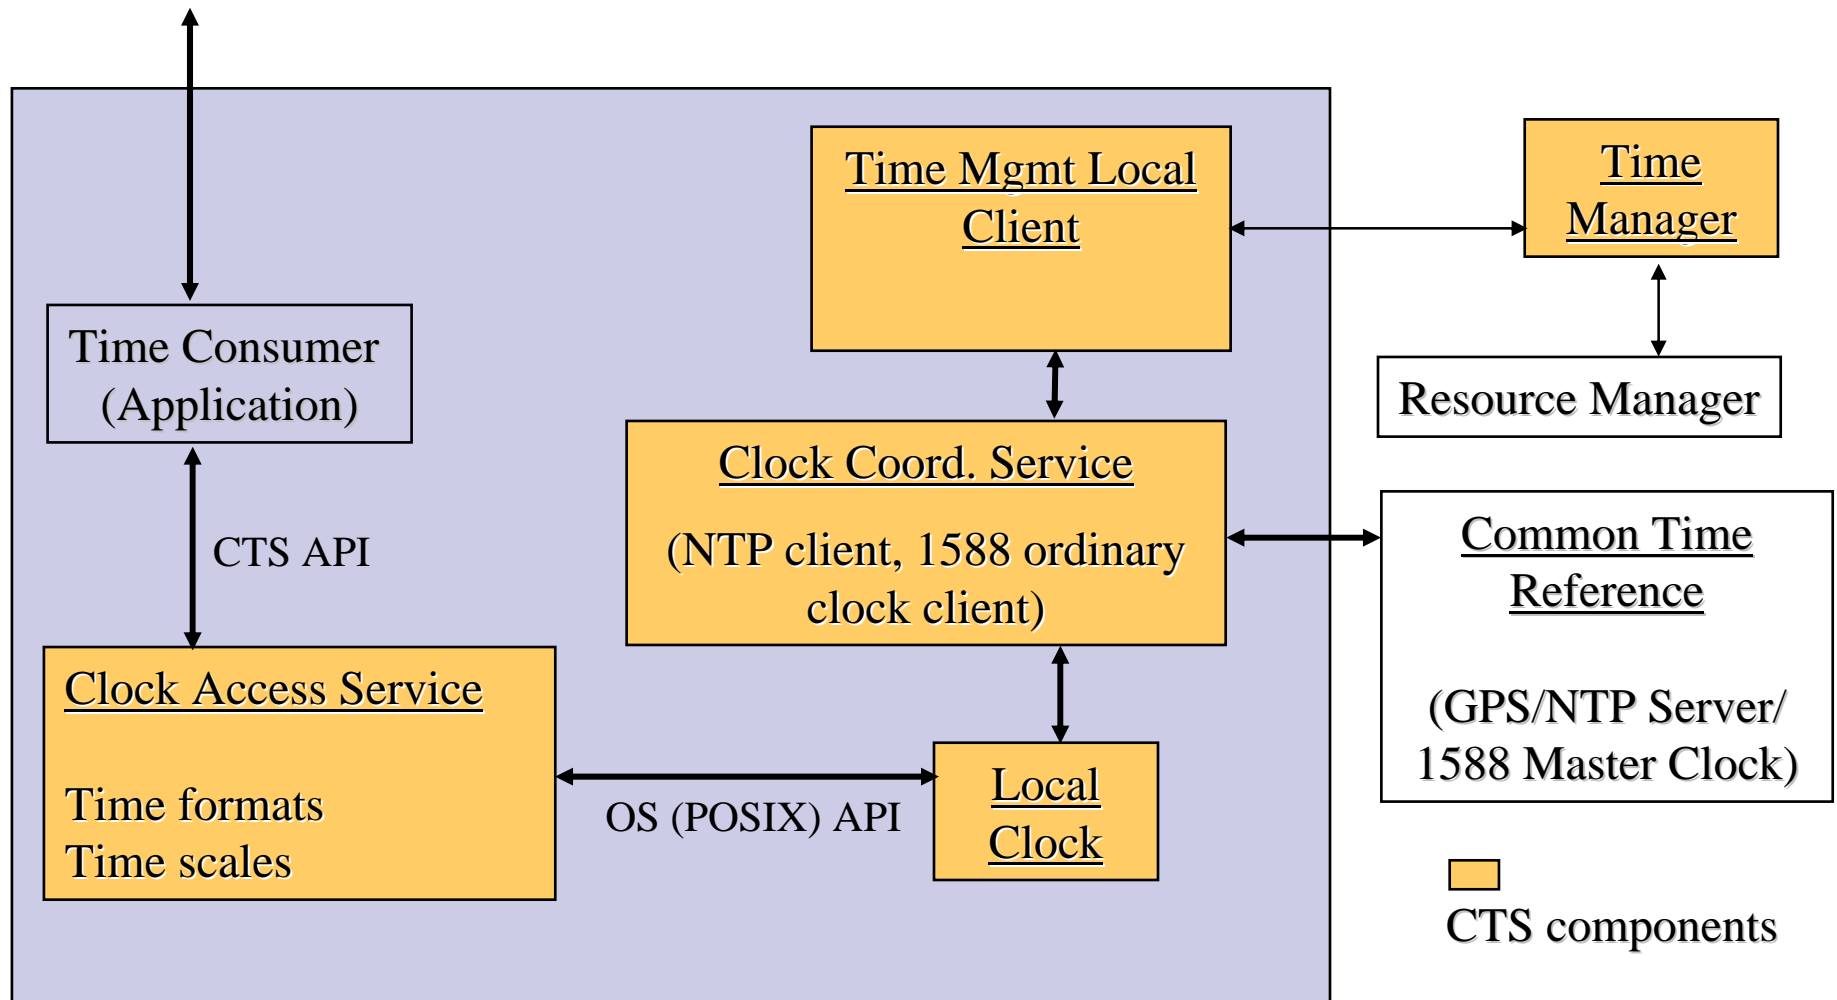 Time Mgmt Local
Client
Time
Manager
Time Consumer
(Application)
Resource Manager
Clock Coord. Service
(NTP client, 1588 ordinary
clock client)
Common Time
Reference
(GPS/NTP Server/
1588 Master Clock)
CTS API
Clock Access Service
Time formats
Time scales
OS (POSIX) API
Local
Clock
CTS components